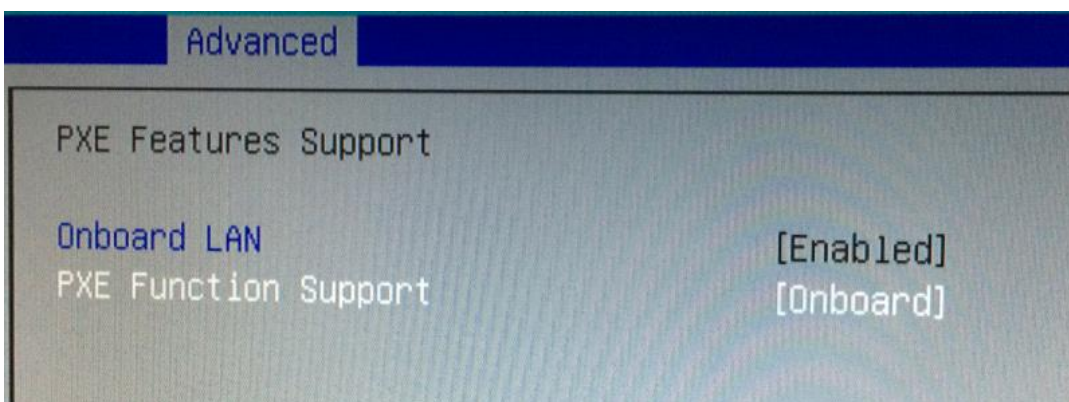 Advanced
PXE Features Support
Onboard LAN [Enabled]
PXE Function Support [Onboard]